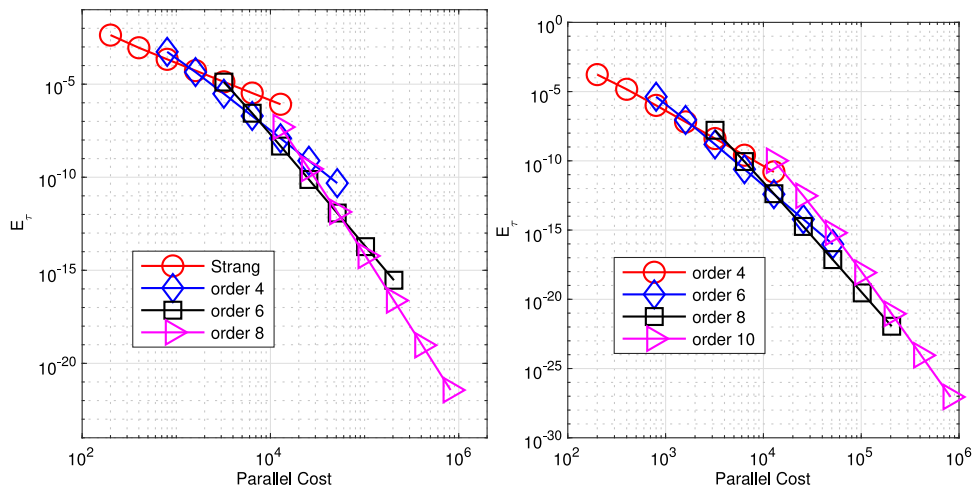 10^-5
10^-10
10^-15
10^-20
E_τ
Strang
order 4
order 6
order 8
10^2
10^4
10^6
Parallel Cost
10^0
10^-5
10^-10
10^-15
10^-20
10^-25
10^-30
E_τ
order 4
order 6
order 8
order 10
10^2
10^3
10^4
10^5
10^6
Parallel Cost